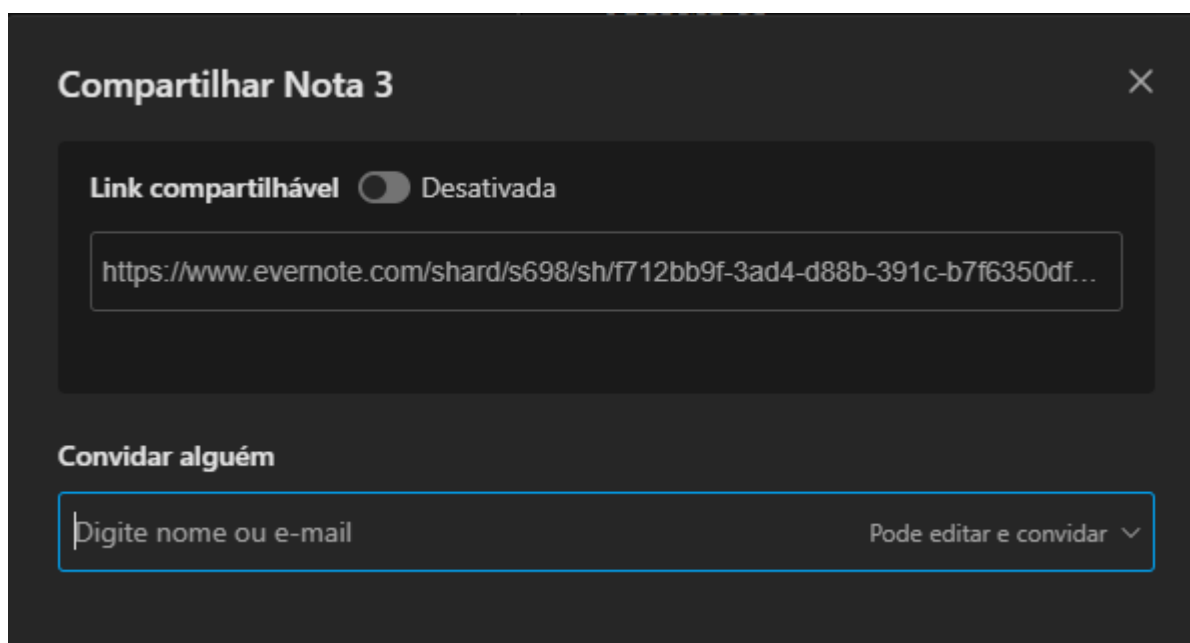 Compartilhar Nota 3
Link compartilhável Desativada
https://www.evernote.com/shard/s698/sh/f712bb9f-3ad4-d88b-391c-b7f6350df...
Convidar alguém
Digite nome ou e-mail Pode editar e convidar